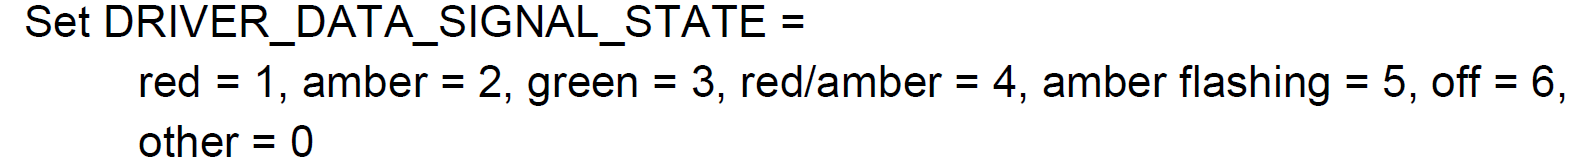 Set DRIVER_DATA_SIGNAL_STATE =
red = 1, amber = 2, green = 3, red/amber = 4, amber flashing = 5, off = 6,
other = 0